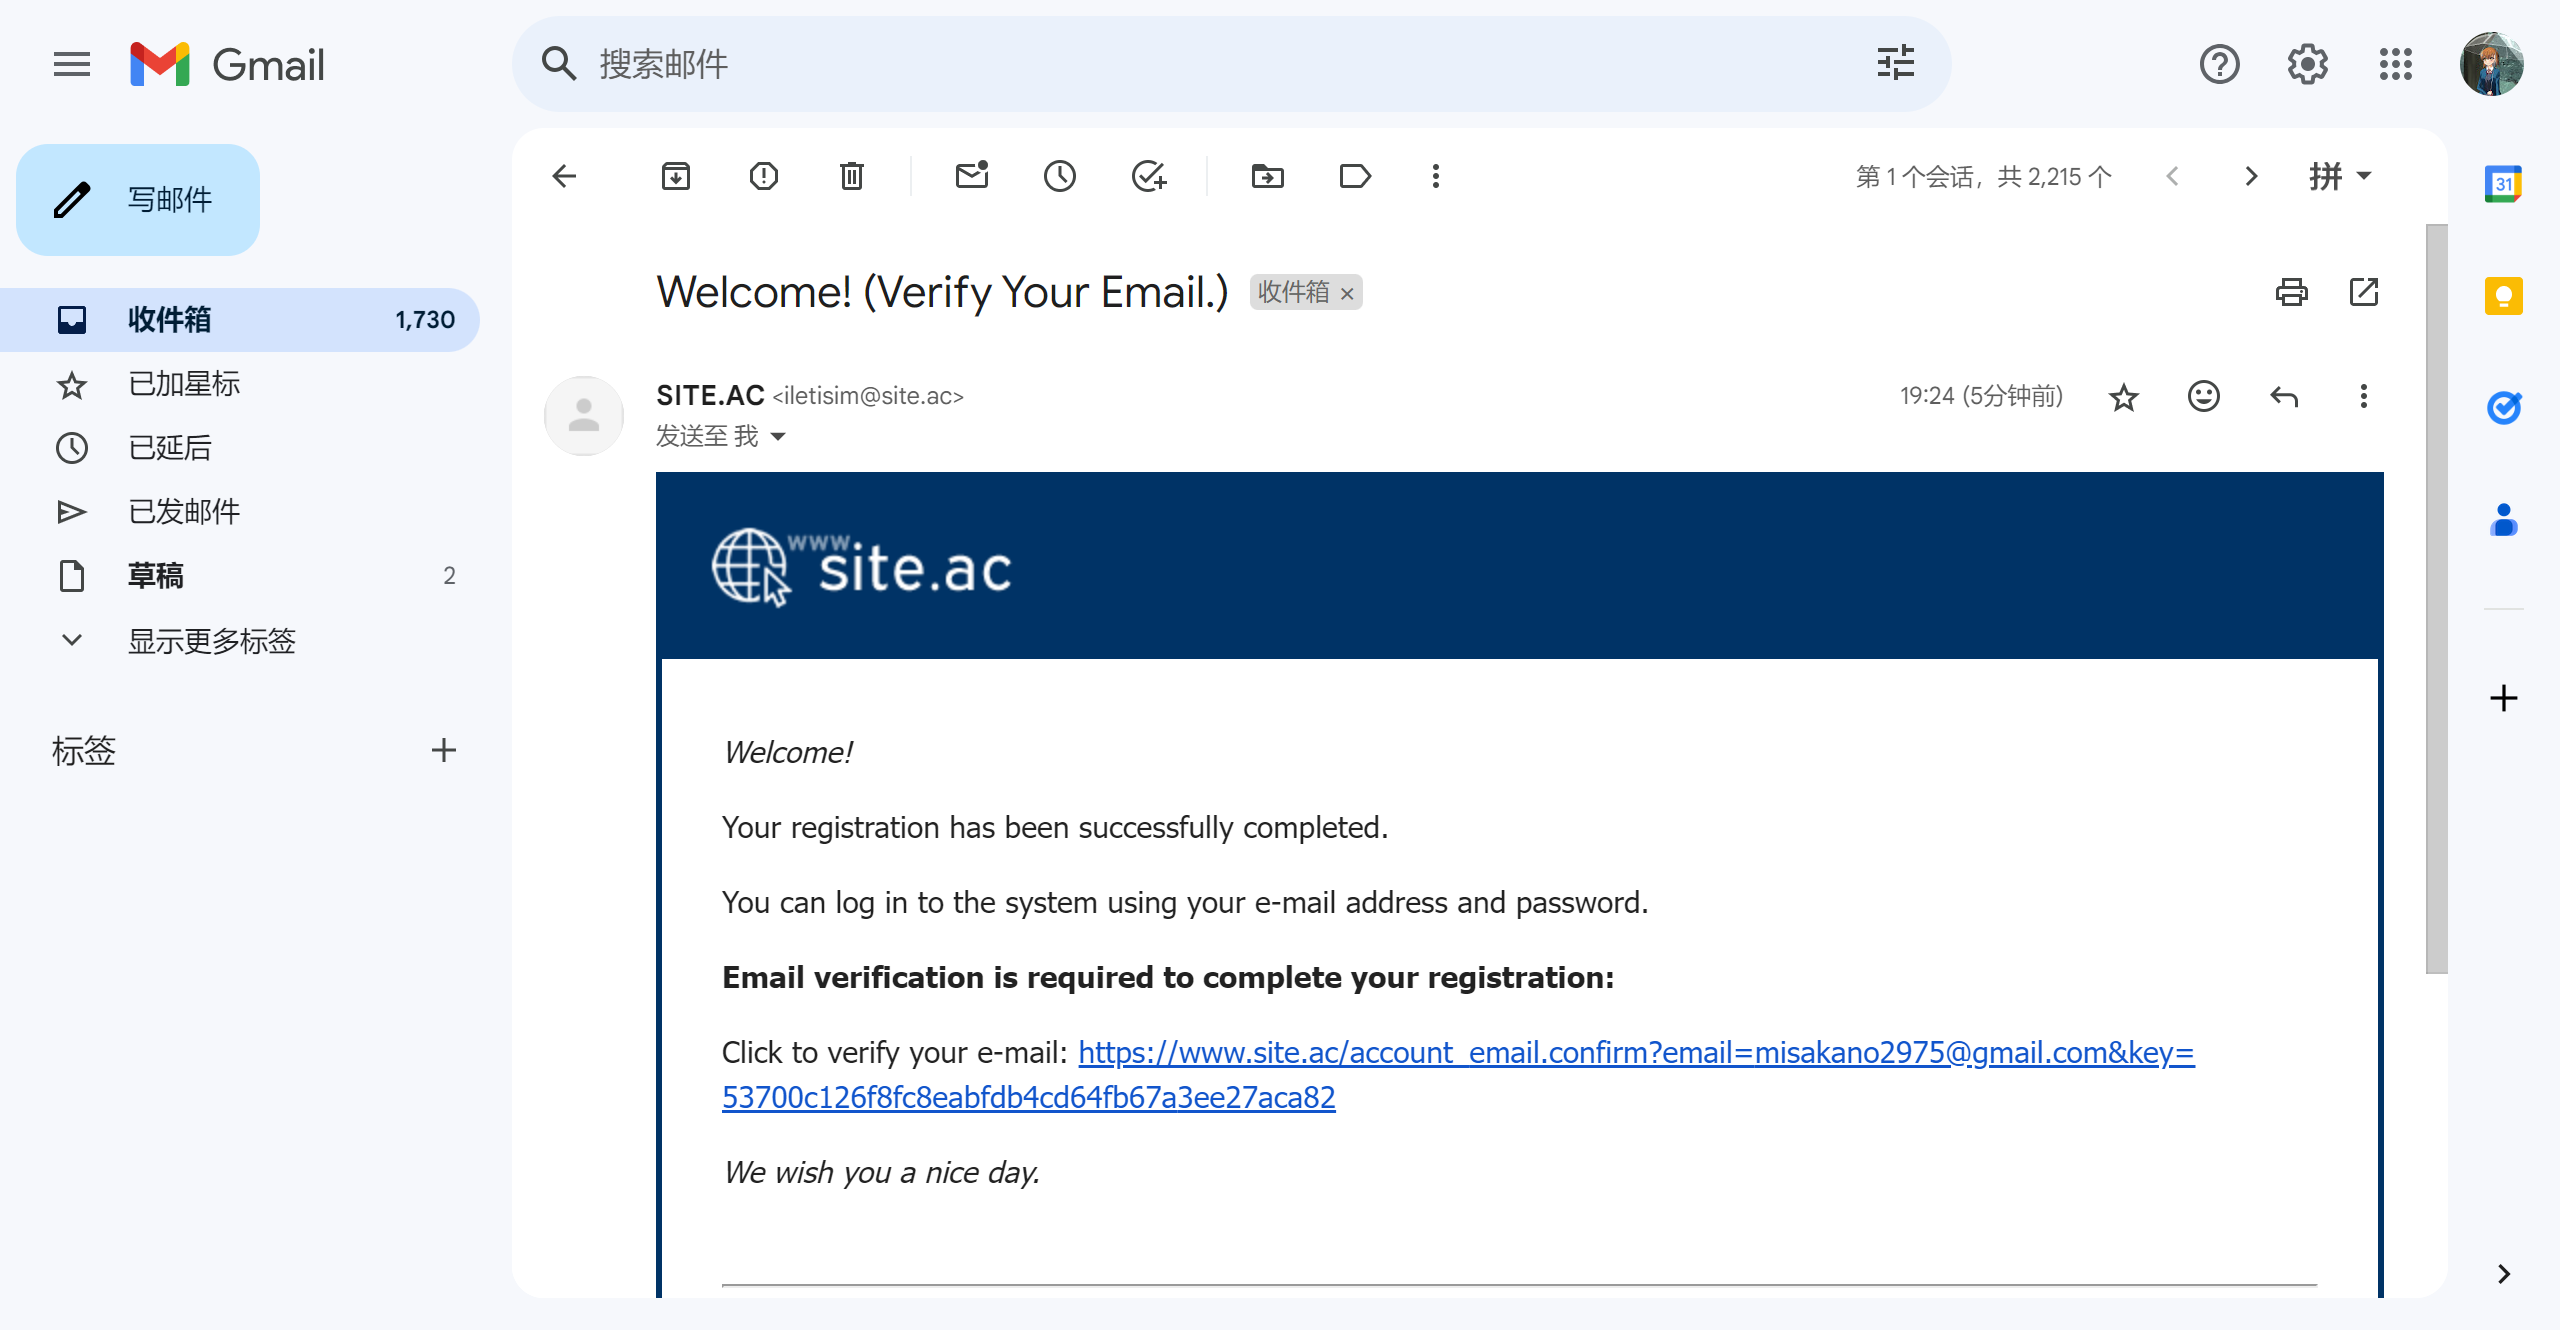 Gmail
搜索邮件
写邮件
收件箱 1,730
已加星标
已延后
已发邮件
草稿 2
显示更多标签
标签
第 1 个会话，共 2,215 个
拼
31
Welcome! (Verify Your Email.) 收件箱 ×
SITE.AC <iletisim@site.ac>
19:24 (5分钟前)
发送至 我
www
site.ac
Welcome!
Your registration has been successfully completed.
You can log in to the system using your e-mail address and password.
Email verification is required to complete your registration:
Click to verify your e-mail: https://www.site.ac/account_email.confirm?email=misakano2975@gmail.com&key=
53700c126f8fc8eabfdb4cd64fb67a3ee27aca82
We wish you a nice day.